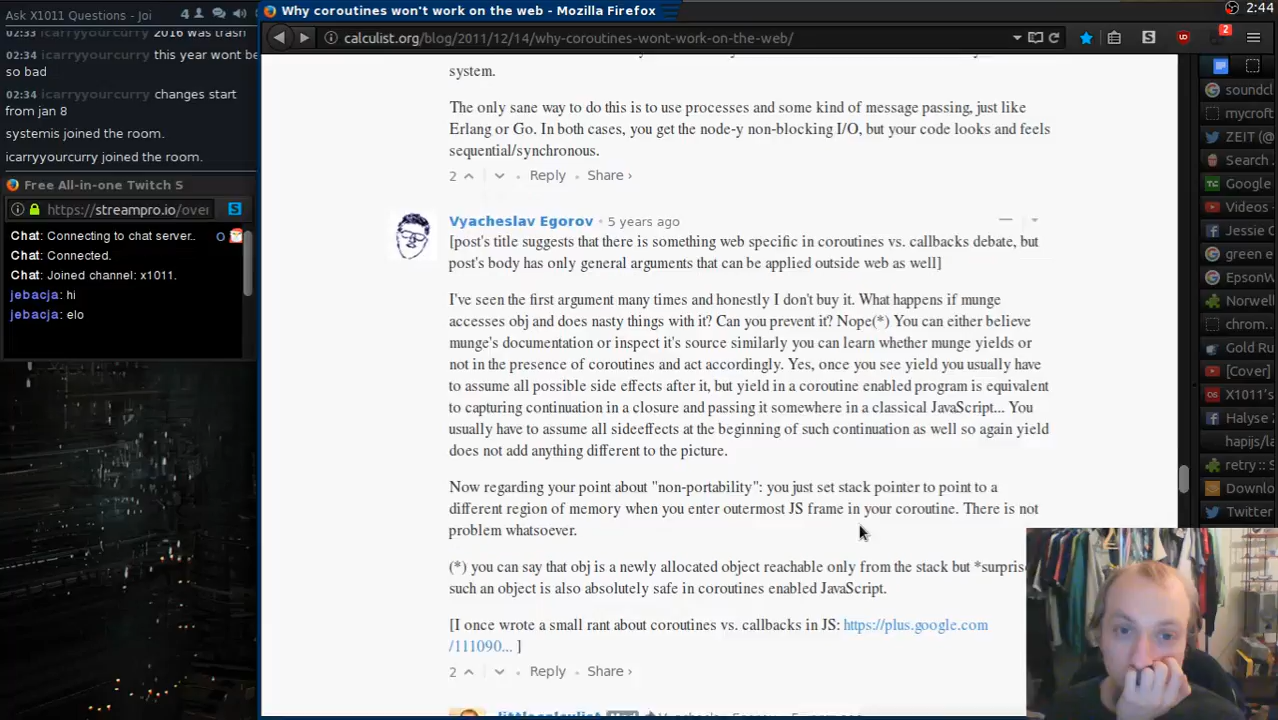 Ask X1011 Questions - Joi
4
Why coroutines won't work on the web - Mozilla Firefox
2:44
02:33 icarryyourcurry 2016 was trash
02:34 icarryyourcurry this year wont be
so bad
02:34 icarryyourcurry changes start
from jan 8
systemis joined the room.
icarryyourcurry joined the room.
Free All-in-one Twitch S
https://streampro.io/over
Chat: Connecting to chat server..
Chat: Connected.
Chat: Joined channel: x1011.
jebacja: hi
jebacja: elo
calculist.org/blog/2011/12/14/why-coroutines-wont-work-on-the-web/
2
system.
The only sane way to do this is to use processes and some kind of message passing, just like
Erlang or Go. In both cases, you get the node-y non-blocking I/O, but your code looks and feels
sequential/synchronous.
2 Reply Share ›
Vyacheslav Egorov • 5 years ago
[post's title suggests that there is something web specific in coroutines vs. callbacks debate, but
post's body has only general arguments that can be applied outside web as well]
I've seen the first argument many times and honestly I don't buy it. What happens if munge
accesses obj and does nasty things with it? Can you prevent it? Nope(*) You can either believe
munge's documentation or inspect it's source similarly you can learn whether munge yields or
not in the presence of coroutines and act accordingly. Yes, once you see yield you usually have
to assume all possible side effects after it, but yield in a coroutine enabled program is equivalent
to capturing continuation in a closure and passing it somewhere in a classical JavaScript... You
usually have to assume all sideeffects at the beginning of such continuation as well so again yield
does not add anything different to the picture.
Now regarding your point about "non-portability": you just set stack pointer to point to a
different region of memory when you enter outermost JS frame in your coroutine. There is not
problem whatsoever.
(*) you can say that obj is a newly allocated object reachable only from the stack but *surpris
such an object is also absolutely safe in coroutines enabled JavaScript.
[I once wrote a small rant about coroutines vs. callbacks in JS: https://plus.google.com
/111090... ]
2 Reply Share ›
soundcl
mycroft
ZEIT (@
Search
Google
Videos -
Jessie C
green e
EpsonW
Norwell
chrom...
Gold Ru
[Cover]
X1011's
Halyse Z
hapijs/la
retry :: S
Downlo
Twitter